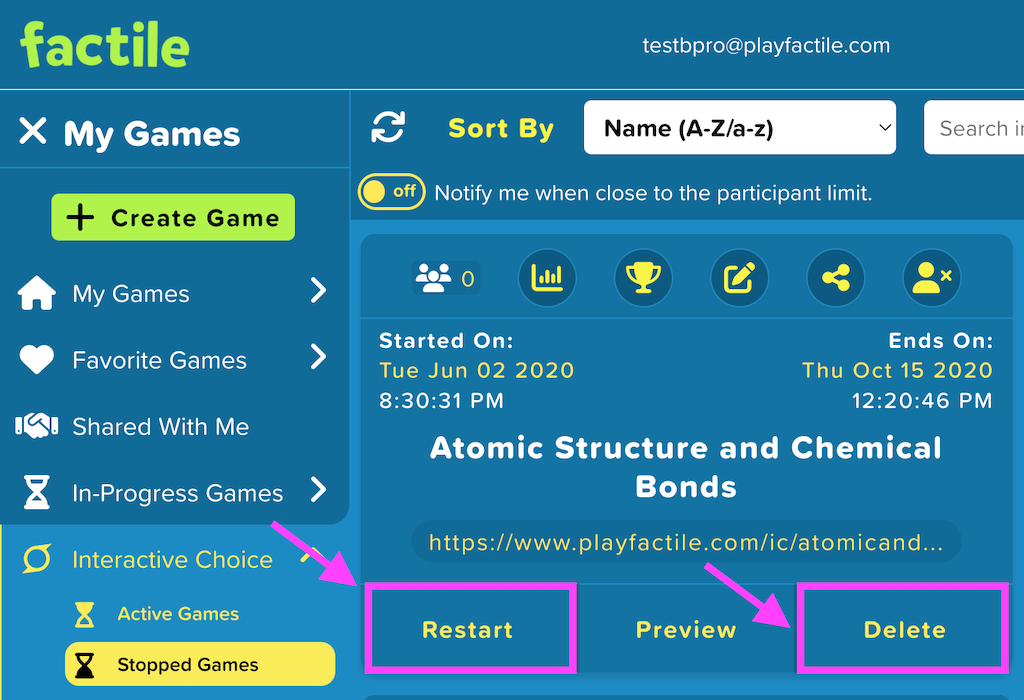 factile
testbpro@playfactile.com
My Games
Sort By
Name (A-Z/a-z)
Search in
off
Notify me when close to the participant limit.
Create Game
0
My Games
Favorite Games
Shared With Me
In-Progress Games
Interactive Choice
Active Games
Stopped Games
Started On:
Ends On:
Tue Jun 02 2020
Thu Oct 15 2020
8:30:31 PM
12:20:46 PM
Atomic Structure and Chemical
Bonds
https://www.playfactile.com/ic/atomicand...
Restart
Preview
Delete